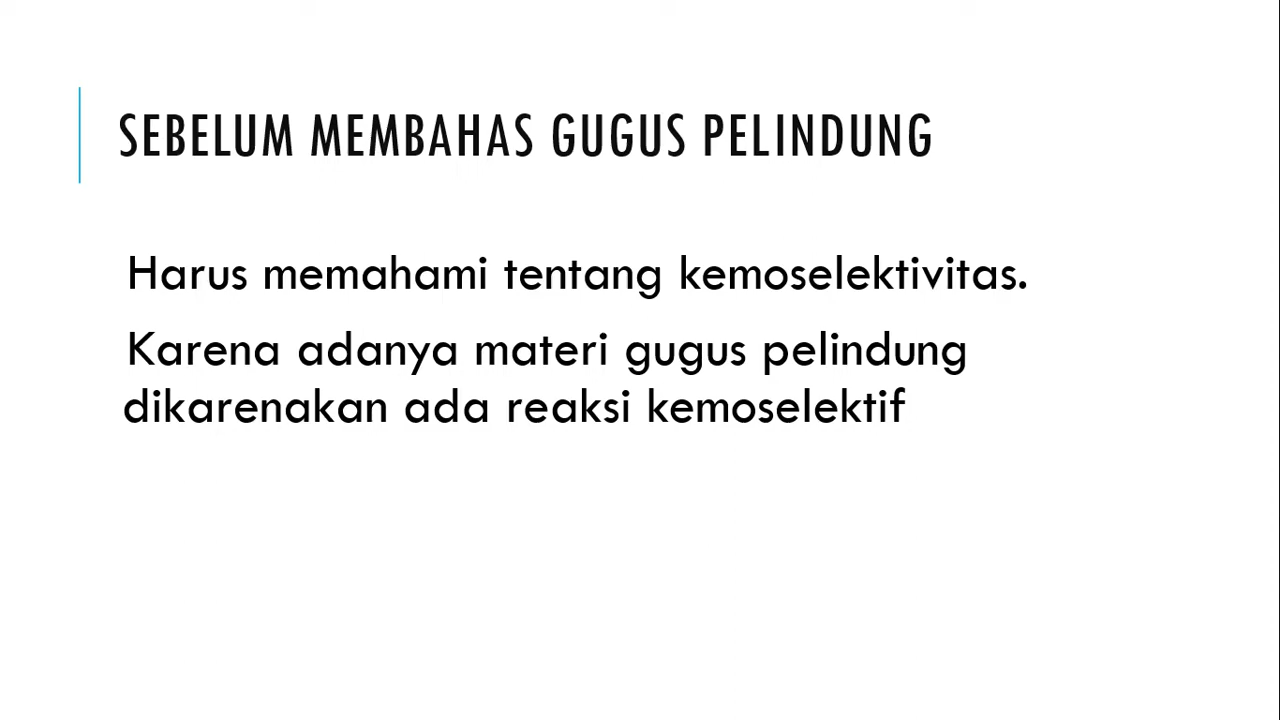 SEBELUM MEMBAHAS GUGUS PELINDUNG
Harus memahami tentang kemoselektivitas.
Karena adanya materi gugus pelindung
dikarenakan ada reaksi kemoselektif